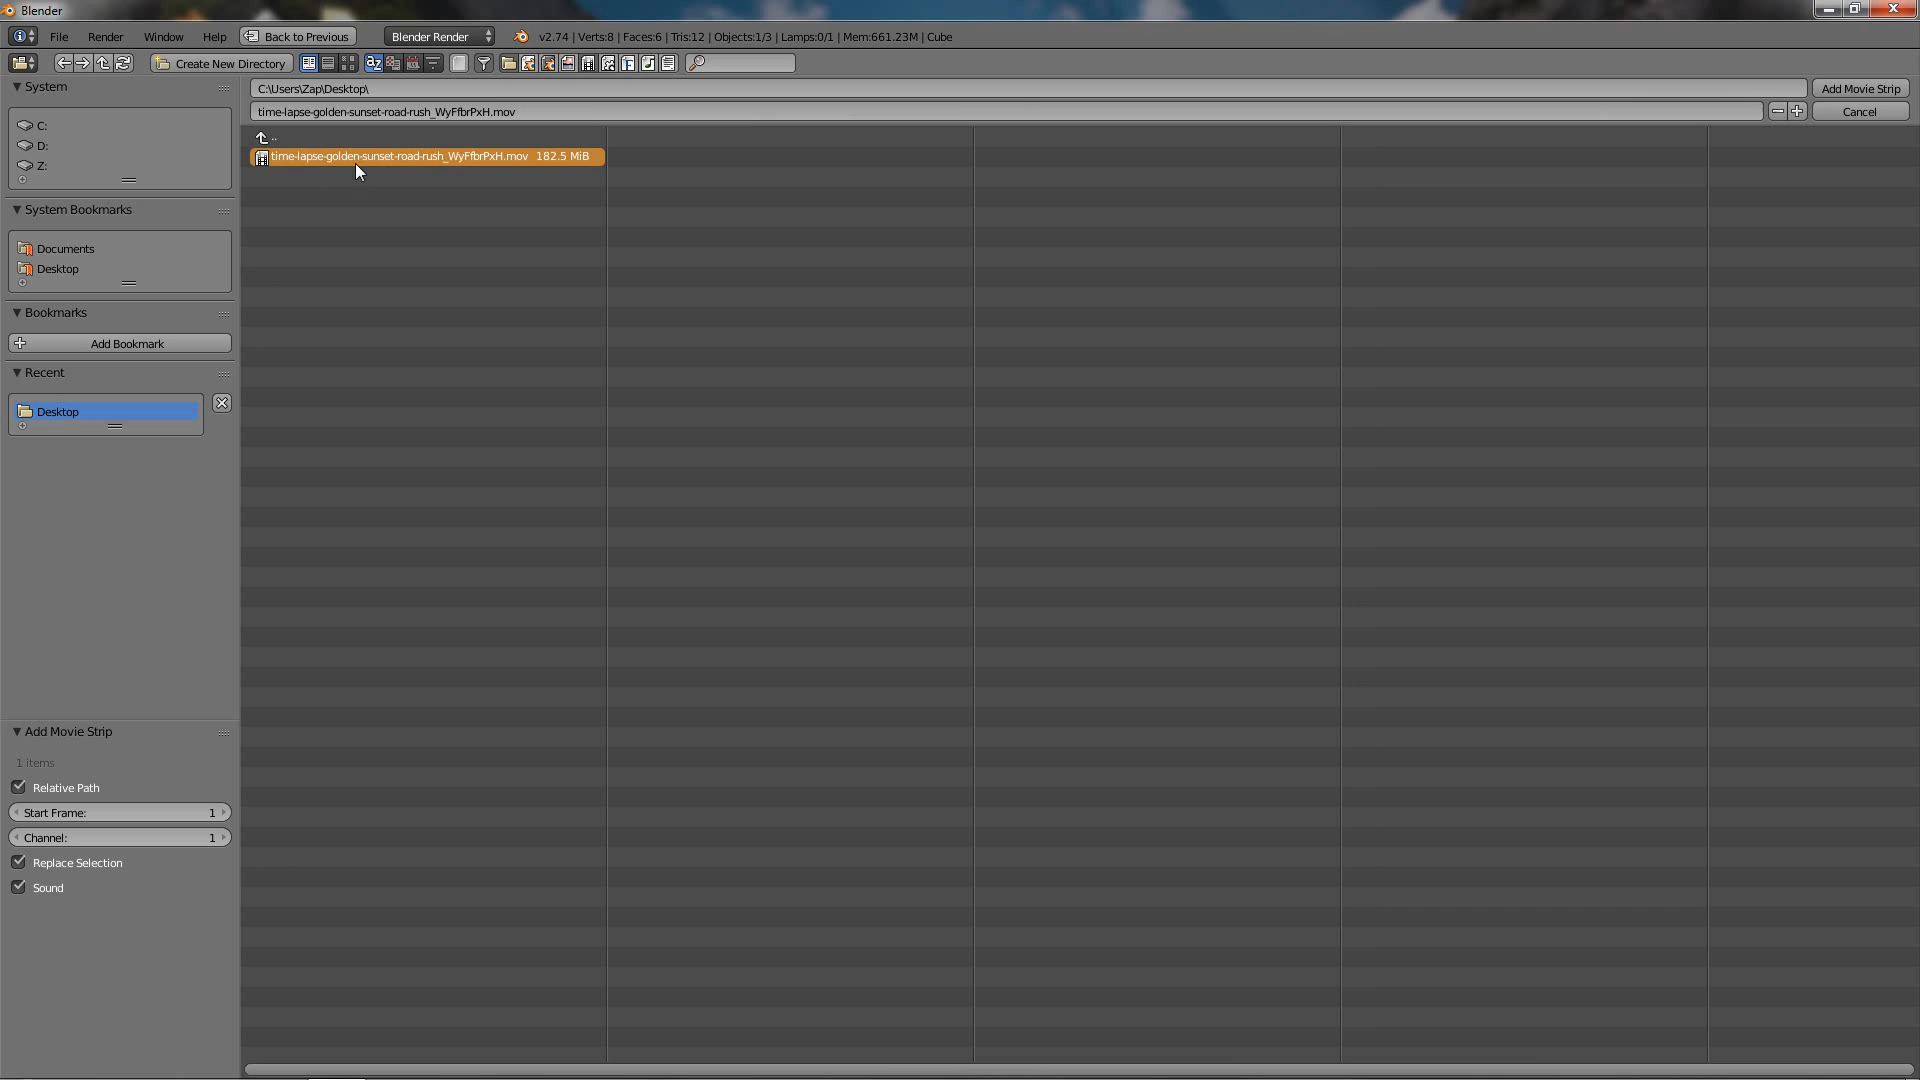 Blender
File Render Window Help Back to Previous Blender Render v2.74 | Verts:8 | Faces:6 | Tris:12 | Objects:1/3 | Lamps:0/1 | Mem:661.23M | Cube
Create New Directory
System
C:\Users\Zap\Desktop\ Add Movie Strip
time-lapse-golden-sunset-road-rush_WyFfbrPxH.mov Cancel
..
C:
time-lapse-golden-sunset-road-rush_WyFfbrPxH.mov 182.5 MiB
D:
Z:
System Bookmarks
Documents
Desktop
Bookmarks
Add Bookmark
Recent
Desktop
Add Movie Strip
1 items
Relative Path
Start Frame: 1
Channel: 1
Replace Selection
Sound